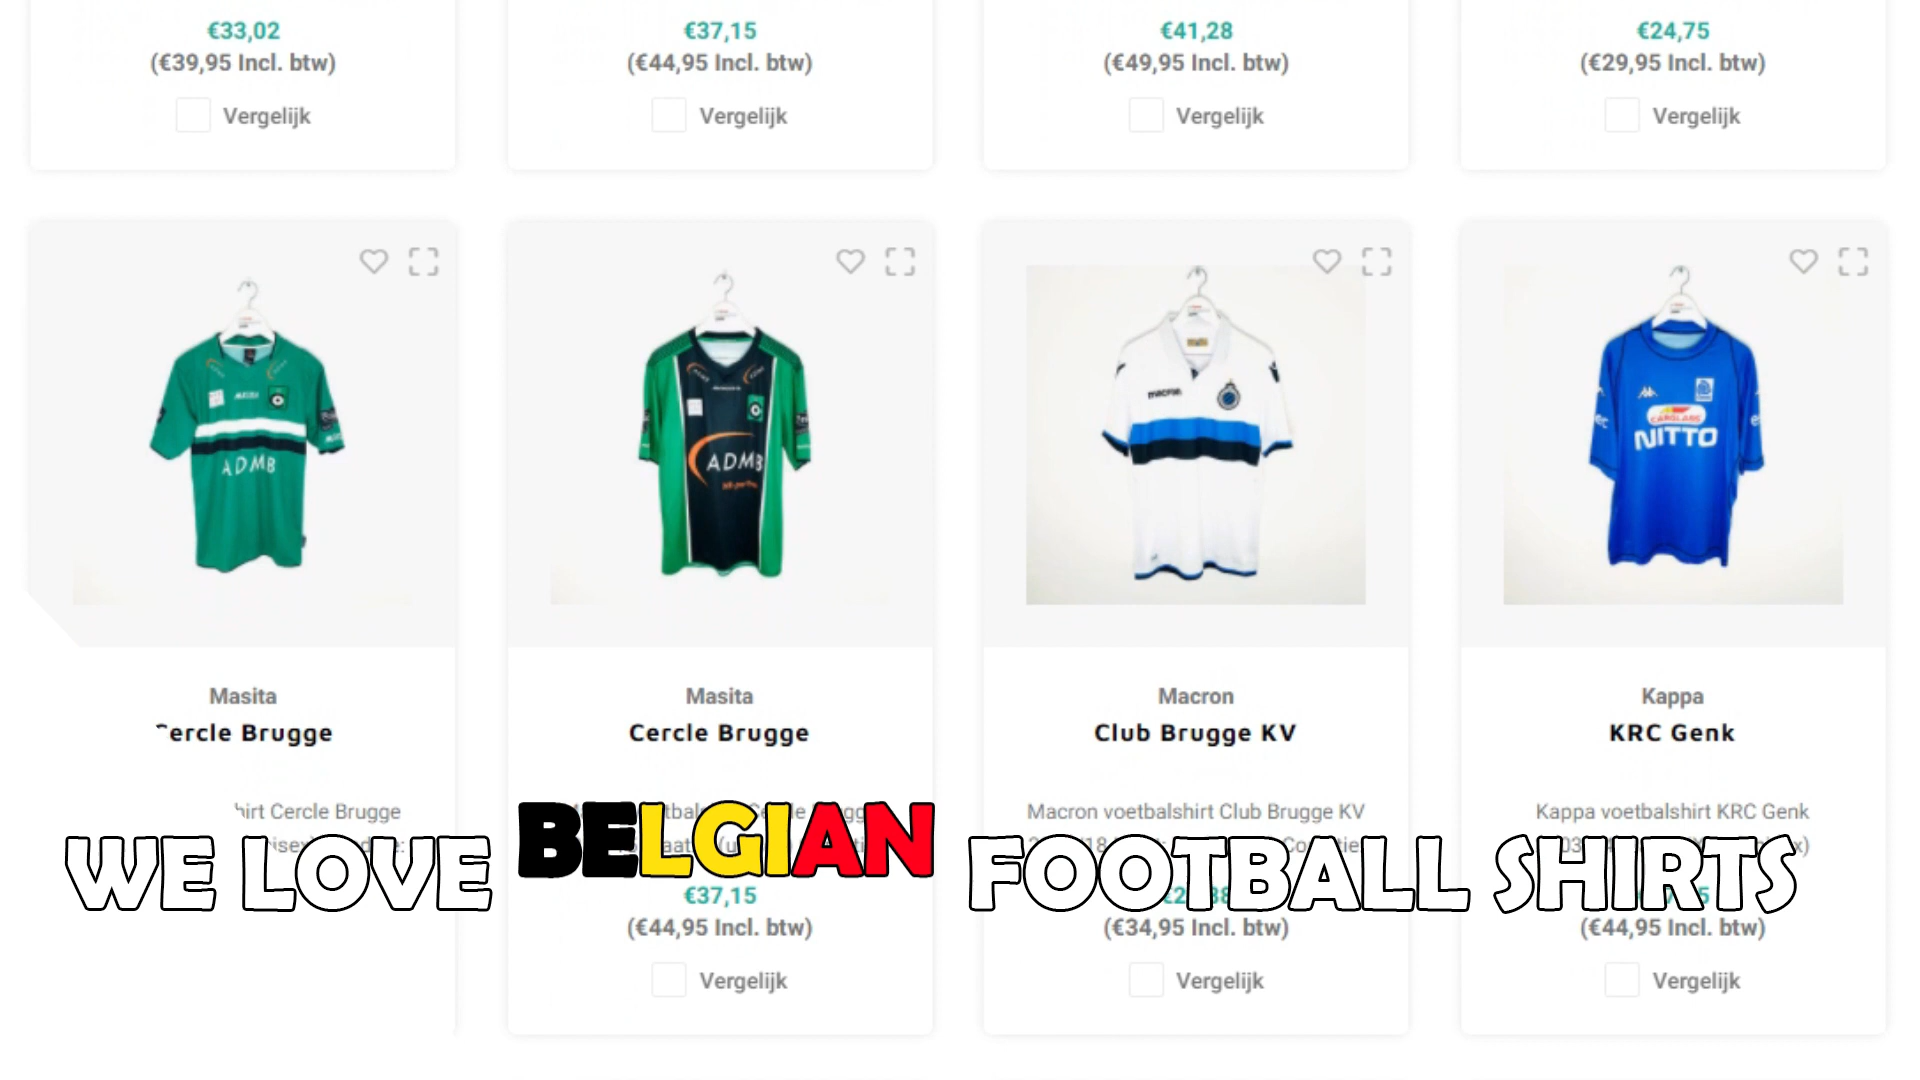 €33,02
(€39,95 Incl. btw)
Vergelijk
€37,15
(€44,95 Incl. btw)
Vergelijk
€41,28
(€49,95 Incl. btw)
Vergelijk
€24,75
(€29,95 Incl. btw)
Vergelijk
ADMB
Masita
Cercle Brugge
Cercle Brugge
ADMB
Masita
Cercle Brugge
macron
Macron
Club Brugge KV
Macron voetbalshirt Club Brugge KV
CARGLASS
NITTO
Kappa
KRC Genk
Kappa voetbalshirt KRC Genk
WE LOVE BELGIAN FOOTBALL SHIRTS
€37,15
(€44,95 Incl. btw)
Vergelijk
(€34,95 Incl. btw)
Vergelijk
(€44,95 Incl. btw)
Vergelijk